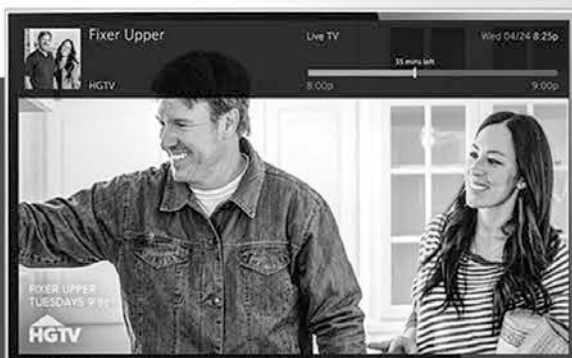 Fixer Upper
Live TV
Wed 04/24 8:25p
35 mins left
HGTV
8:00p
9:00p
FIXER UPPER
TUESDAYS 9|8c
HGTV